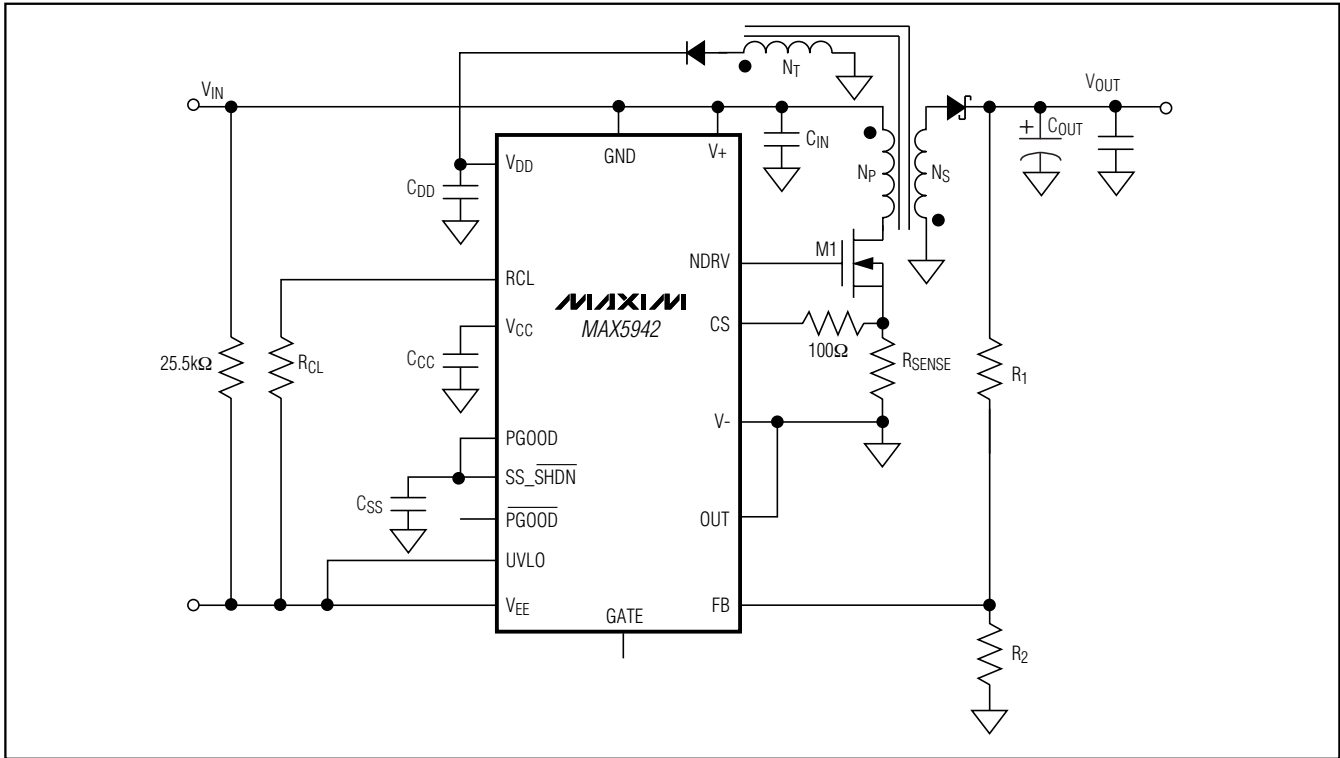 N_T
V_IN
V_OUT
GND
V+
C_IN
+
C_OUT
V_DD
C_DD
N_P
N_S
M1
NDRV
RCL
MAXIM
MAX5942
V_CC
CS
100Ω
25.5kΩ
R_CL
C_CC
R_SENSE
R_1
V-
PGOOD
SS_SHDN
C_SS
PGOOD
OUT
UVLO
V_EE
FB
GATE
R_2